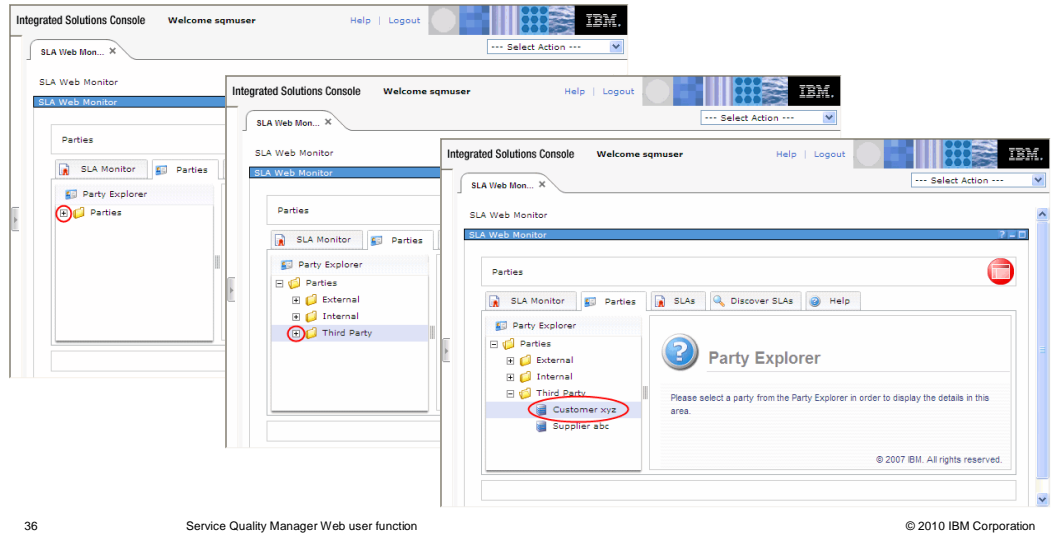 Integrated Solutions Console Welcome sqmuser Help | Logout IBM.
--- Select Action ---
SLA Web Mon... X
SLA Web Monitor
SLA Web Monitor
Parties
SLA Monitor Parties
Party Explorer
Parties
Integrated Solutions Console Welcome sqmuser Help | Logout IBM.
--- Select Action ---
SLA Web Mon... X
SLA Web Monitor
SLA Web Monitor
Parties
SLA Monitor Parties
Party Explorer
Parties
External
Internal
Third Party
Integrated Solutions Console Welcome sqmuser Help | Logout IBM.
--- Select Action ---
SLA Web Mon... X
SLA Web Monitor
SLA Web Monitor
Parties
SLA Monitor Parties SLAs Discover SLAs Help
Party Explorer
Parties
External
Internal
Third Party
Customer xyz
Supplier abc
Party Explorer
Please select a party from the Party Explorer in order to display the details in this
area.
© 2007 IBM. All rights reserved.
36 Service Quality Manager Web user function © 2010 IBM Corporation